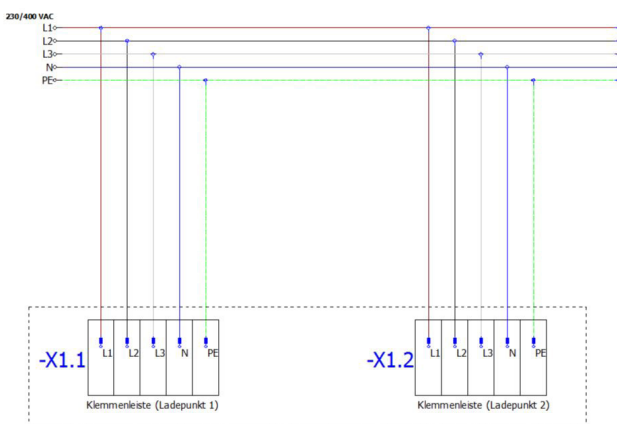 230/400 VAC
L1
L2
L3
N
PE
-X1.1 L1 L2 L3 N PE
-X1.2 L1 L2 L3 N PE
Klemmenleiste (Ladepunkt 1)
Klemmenleiste (Ladepunkt 2)